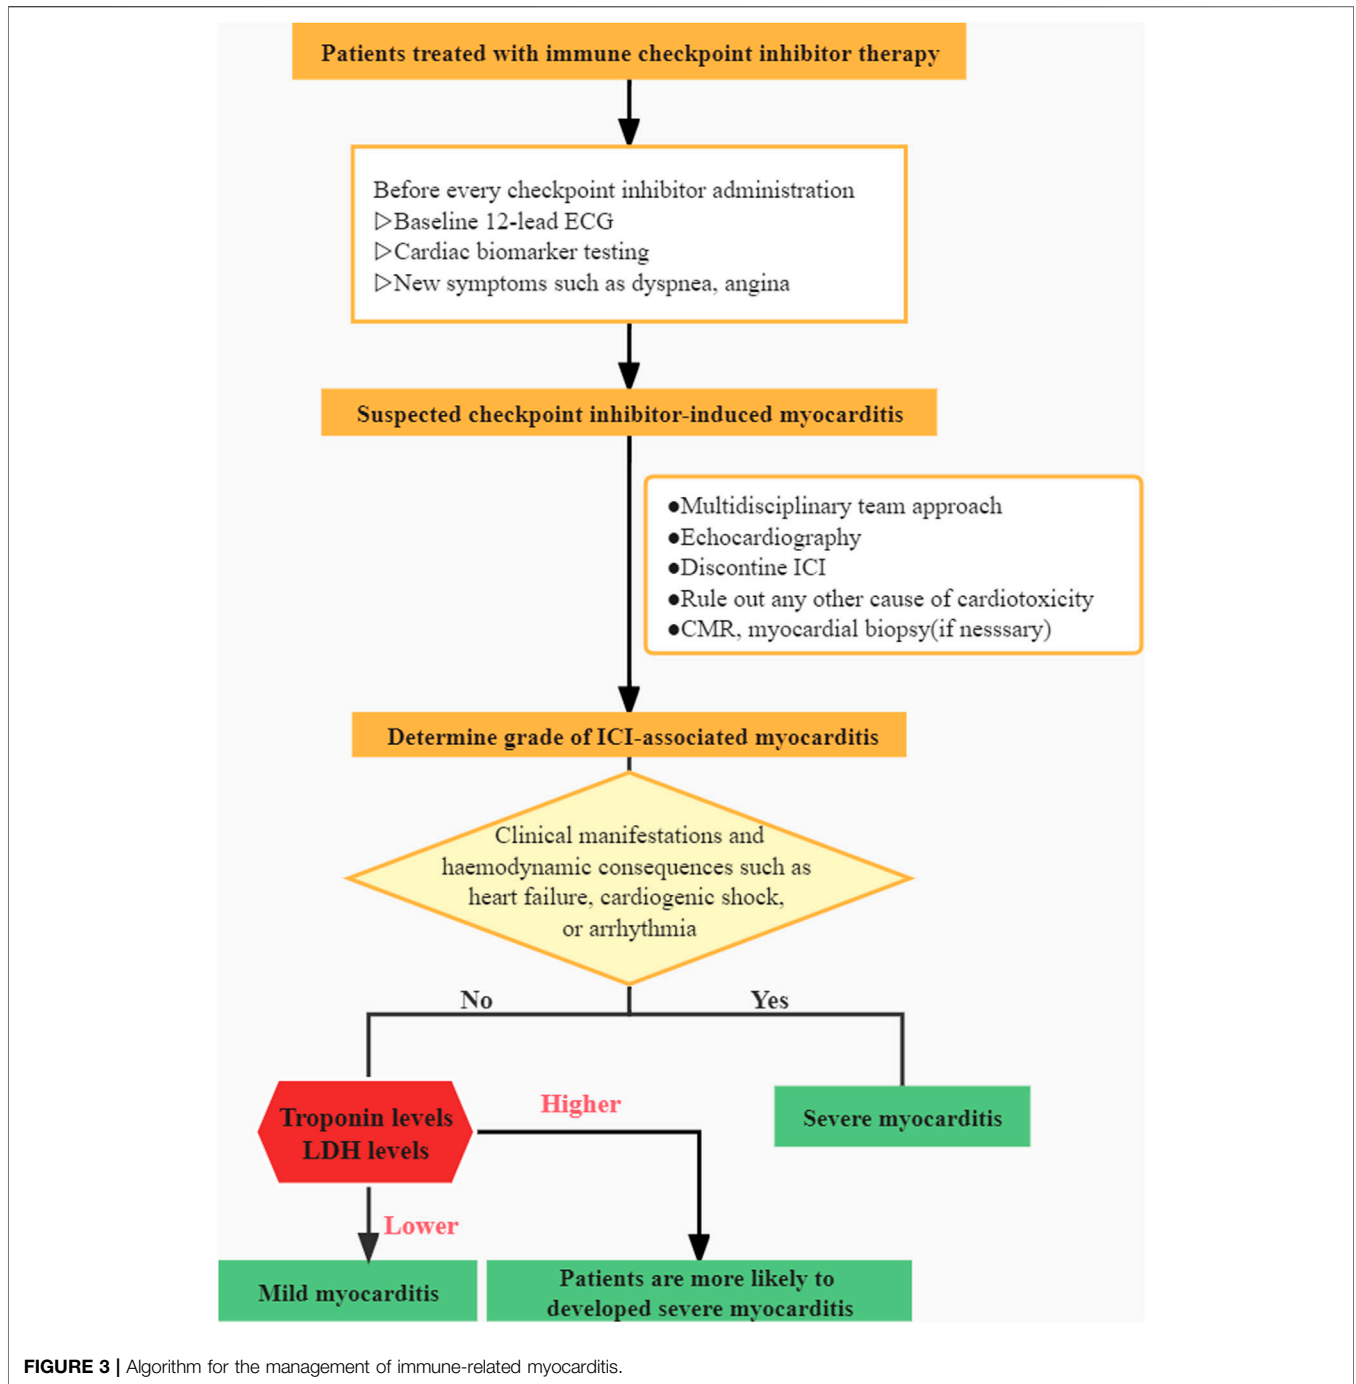 Patients treated with immune checkpoint inhibitor therapy
Before every checkpoint inhibitor administration
▷Baseline 12-lead ECG
▷Cardiac biomarker testing
▷New symptoms such as dyspnea, angina
Suspected checkpoint inhibitor-induced myocarditis
●Multidisciplinary team approach
●Echocardiography
●Discontine ICI
●Rule out any other cause of cardiotoxicity
●CMR, myocardial biopsy(if nesssary)
Determine grade of ICI-associated myocarditis
Clinical manifestations and
haemodynamic consequences such as
heart failure, cardiogenic shock,
or arrhythmia
No
Yes
Troponin levels
LDH levels
Higher
Severe myocarditis
Lower
Mild myocarditis
Patients are more likely to
developed severe myocarditis
FIGURE 3 | Algorithm for the management of immune-related myocarditis.